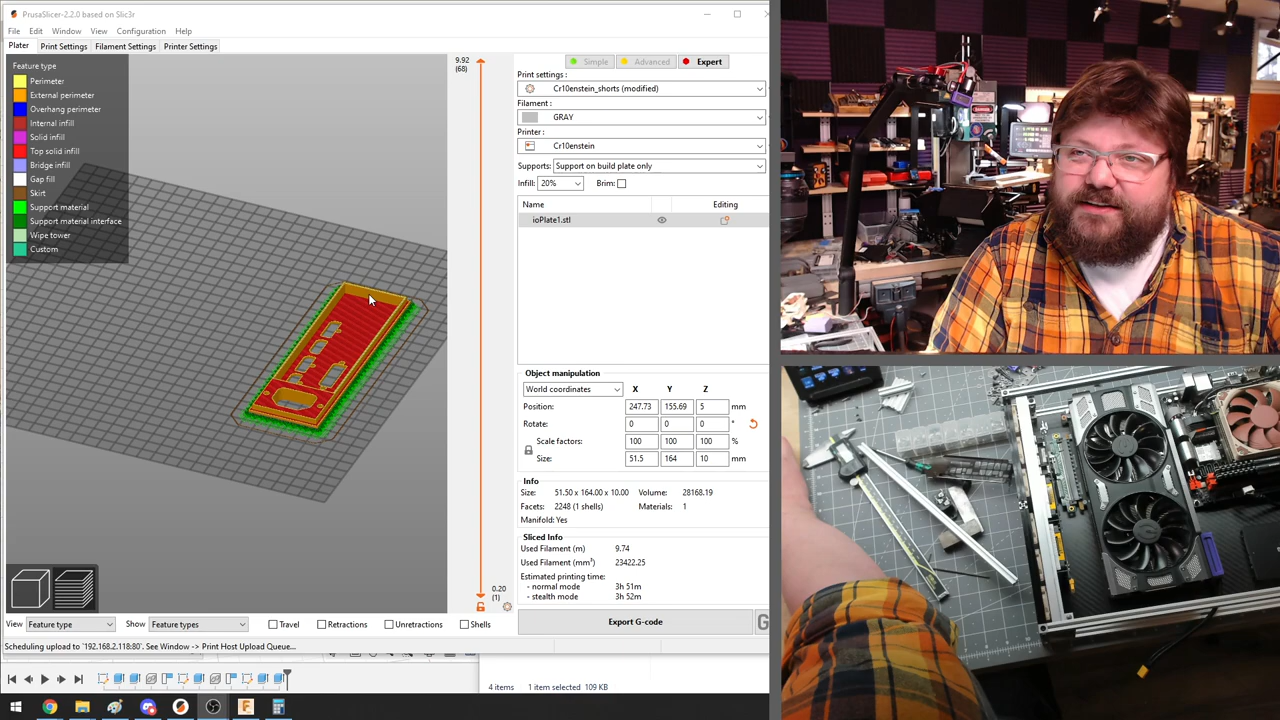 PrusaSlicer-2.2.0 based on Slic3r
File Edit Window View Configuration Help
Plater Print Settings Filament Settings Printer Settings
Feature type
Perimeter
External perimeter
Overhang perimeter
Internal infill
Solid infill
Top solid infill
Bridge infill
Gap fill
Skirt
Support material
Support material interface
Wipe tower
Custom
9.92
(68)
0.20
(1)
Simple Advanced Expert
Print settings :
Cr10enstein_shorts (modified)
Filament :
GRAY
Printer :
Cr10enstein
Supports: Support on build plate only
Infill: 20% Brim:
Name Editing
ioPlate1.stl
Object manipulation
World coordinates X Y Z
Position: 247.73 155.69 5 mm
Rotate: 0 0 0 °
Scale factors: 100 100 100 %
Size: 51.5 164 10 mm
Info
Size: 51.50 x 164.00 x 10.00 Volume: 28168.19
Facets: 2248 (1 shells) Materials: 1
Manifold: Yes
Sliced Info
Used Filament (m) 9.74
Used Filament (mm³) 23422.25
Estimated printing time:
- normal mode 3h 51m
- stealth mode 3h 52m
Export G-code G
View Feature type Show Feature types Travel Retractions Unretractions Shells
Scheduling upload to `192.168.2.118:80`. See Window -> Print Host Upload Queue...
4 items 1 item selected 109 KB